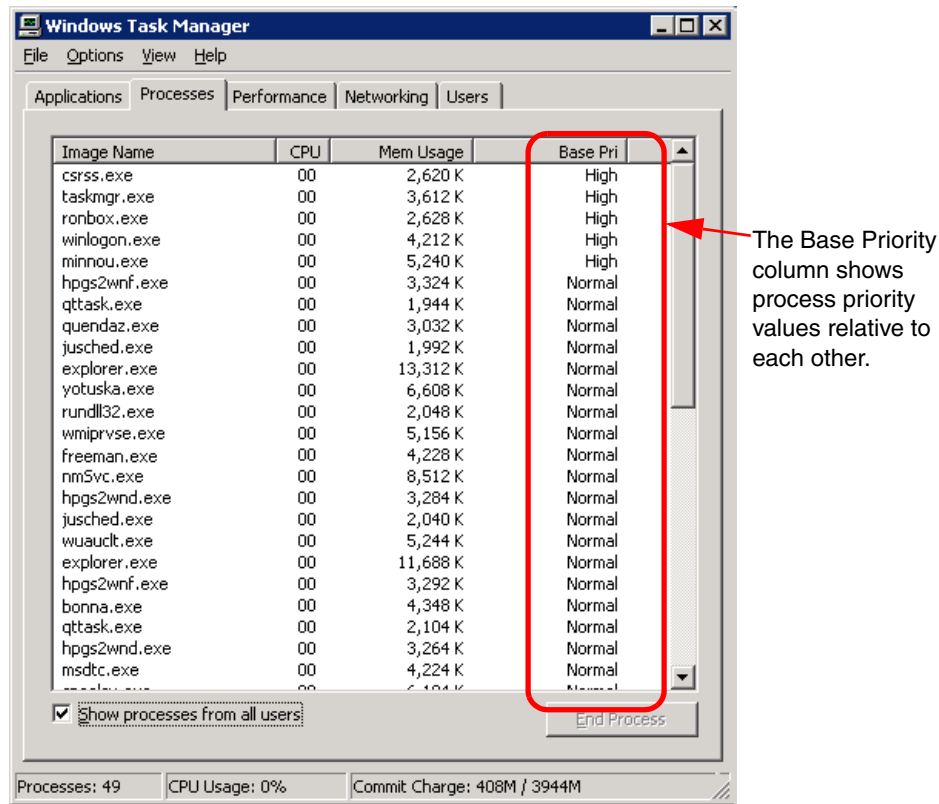 Windows Task Manager
File Options View Help
Applications Processes Performance Networking Users
Image Name CPU Mem Usage Base Pri
csrss.exe 00 2,620 K High
taskmgr.exe 00 3,612 K High
ronbox.exe 00 2,628 K High
winlogon.exe 00 4,212 K High
minnou.exe 00 5,240 K High
hpgs2wnf.exe 00 3,324 K Normal
qttask.exe 00 1,944 K Normal
quendaz.exe 00 3,032 K Normal
jusched.exe 00 1,992 K Normal
explorer.exe 00 13,312 K Normal
yotuska.exe 00 6,608 K Normal
rundll32.exe 00 2,048 K Normal
wmiprvse.exe 00 5,156 K Normal
freeman.exe 00 4,228 K Normal
nmSvc.exe 00 8,512 K Normal
hpgs2wnd.exe 00 3,284 K Normal
jusched.exe 00 2,040 K Normal
wuauclt.exe 00 5,244 K Normal
explorer.exe 00 11,688 K Normal
hpgs2wnf.exe 00 3,292 K Normal
bonna.exe 00 4,348 K Normal
qttask.exe 00 2,104 K Normal
hpgs2wnd.exe 00 3,264 K Normal
msdtc.exe 00 4,224 K Normal
Show processes from all users
End Process
Processes: 49 CPU Usage: 0% Commit Charge: 408M / 3944M
The Base Priority
column shows
process priority
values relative to
each other.